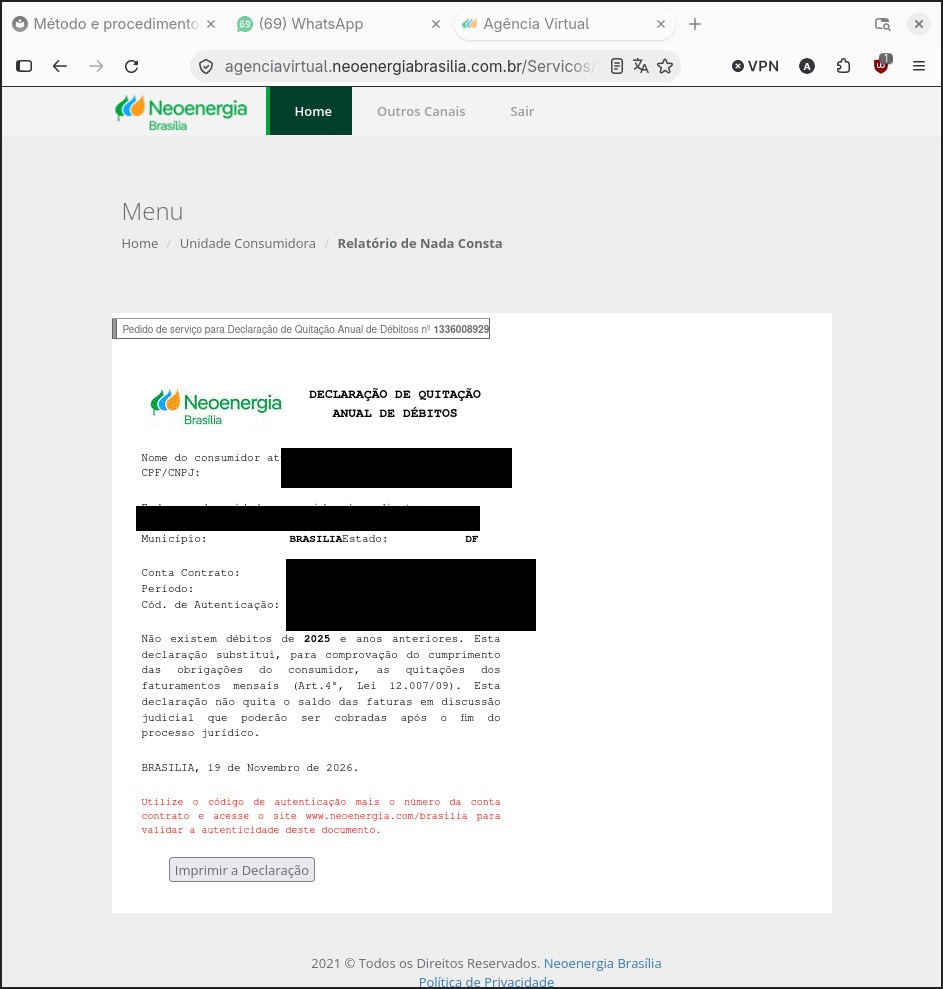 Método e procedimento
69 (69) WhatsApp
Agência Virtual
agenciavirtual.neoenergiabrasilia.com.br/Servicos/
VPN
A
1
Neoenergia
Brasília
Home
Outros Canais
Sair
Menu
Home / Unidade Consumidora / Relatório de Nada Consta
Pedido de serviço para Declaração de Quitação Anual de Débitoss nº 1336008929
Neoenergia
Brasília
DECLARAÇÃO DE QUITAÇÃO
ANUAL DE DÉBITOS
Nome do consumidor at
CPF/CNPJ:
Município: BRASILIAEstado: DF
Conta Contrato:
Período:
Cód. de Autenticação:
Não existem débitos de 2025 e anos anteriores. Esta
declaração substitui, para comprovação do cumprimento
das obrigações do consumidor, as quitações dos
faturamentos mensais (Art.4°, Lei 12.007/09). Esta
declaração não quita o saldo das faturas em discussão
judicial que poderão ser cobradas após o fim do
processo jurídico.
BRASILIA, 19 de Novembro de 2026.
Utilize o código de autenticação mais o número da conta
contrato e acesse o site www.neoenergia.com/brasilia para
validar a autenticidade deste documento.
Imprimir a Declaração
2021 © Todos os Direitos Reservados. Neoenergia Brasília
Política de Privacidade